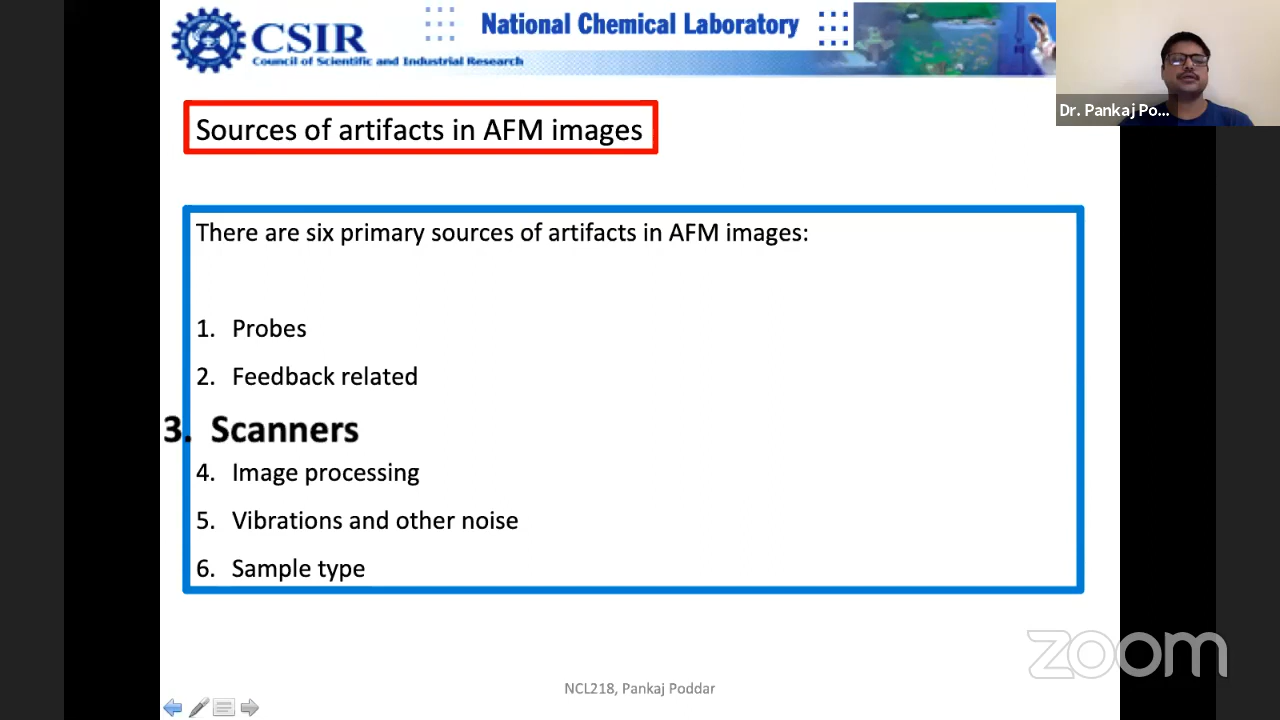 CSIR
Council of Scientific and Industrial Research
National Chemical Laboratory
Dr. Pankaj Po...
Sources of artifacts in AFM images
There are six primary sources of artifacts in AFM images:
1. Probes
2. Feedback related
3. Scanners
4. Image processing
5. Vibrations and other noise
6. Sample type
zoom
NCL218, Pankaj Poddar